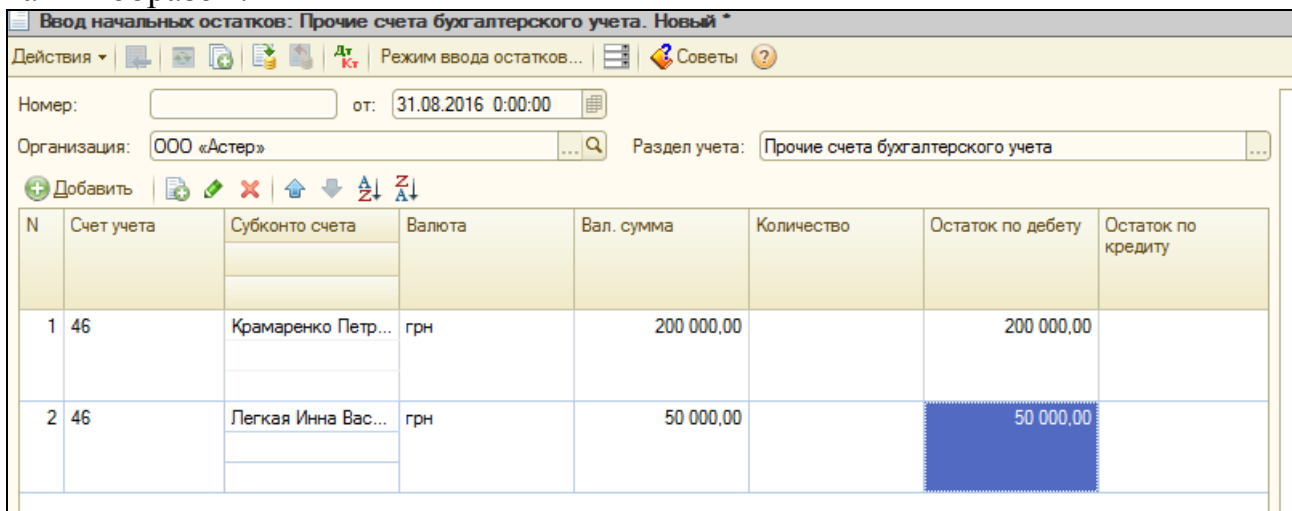 Ввод начальных остатков: Прочие счета бухгалтерского учета. Новый *
Действия Дт Кт Режим ввода остатков... Советы ?
Номер: от: 31.08.2016 0:00:00
Организация: ООО «Астер» ... Раздел учета: Прочие счета бухгалтерского учета ...
Добавить
N Счет учета Субконто счета Валюта Вал. сумма Количество Остаток по дебету Остаток по кредиту
1 46 Крамаренко Петр... грн 200 000,00 200 000,00
2 46 Легкая Инна Вас... грн 50 000,00 50 000,00